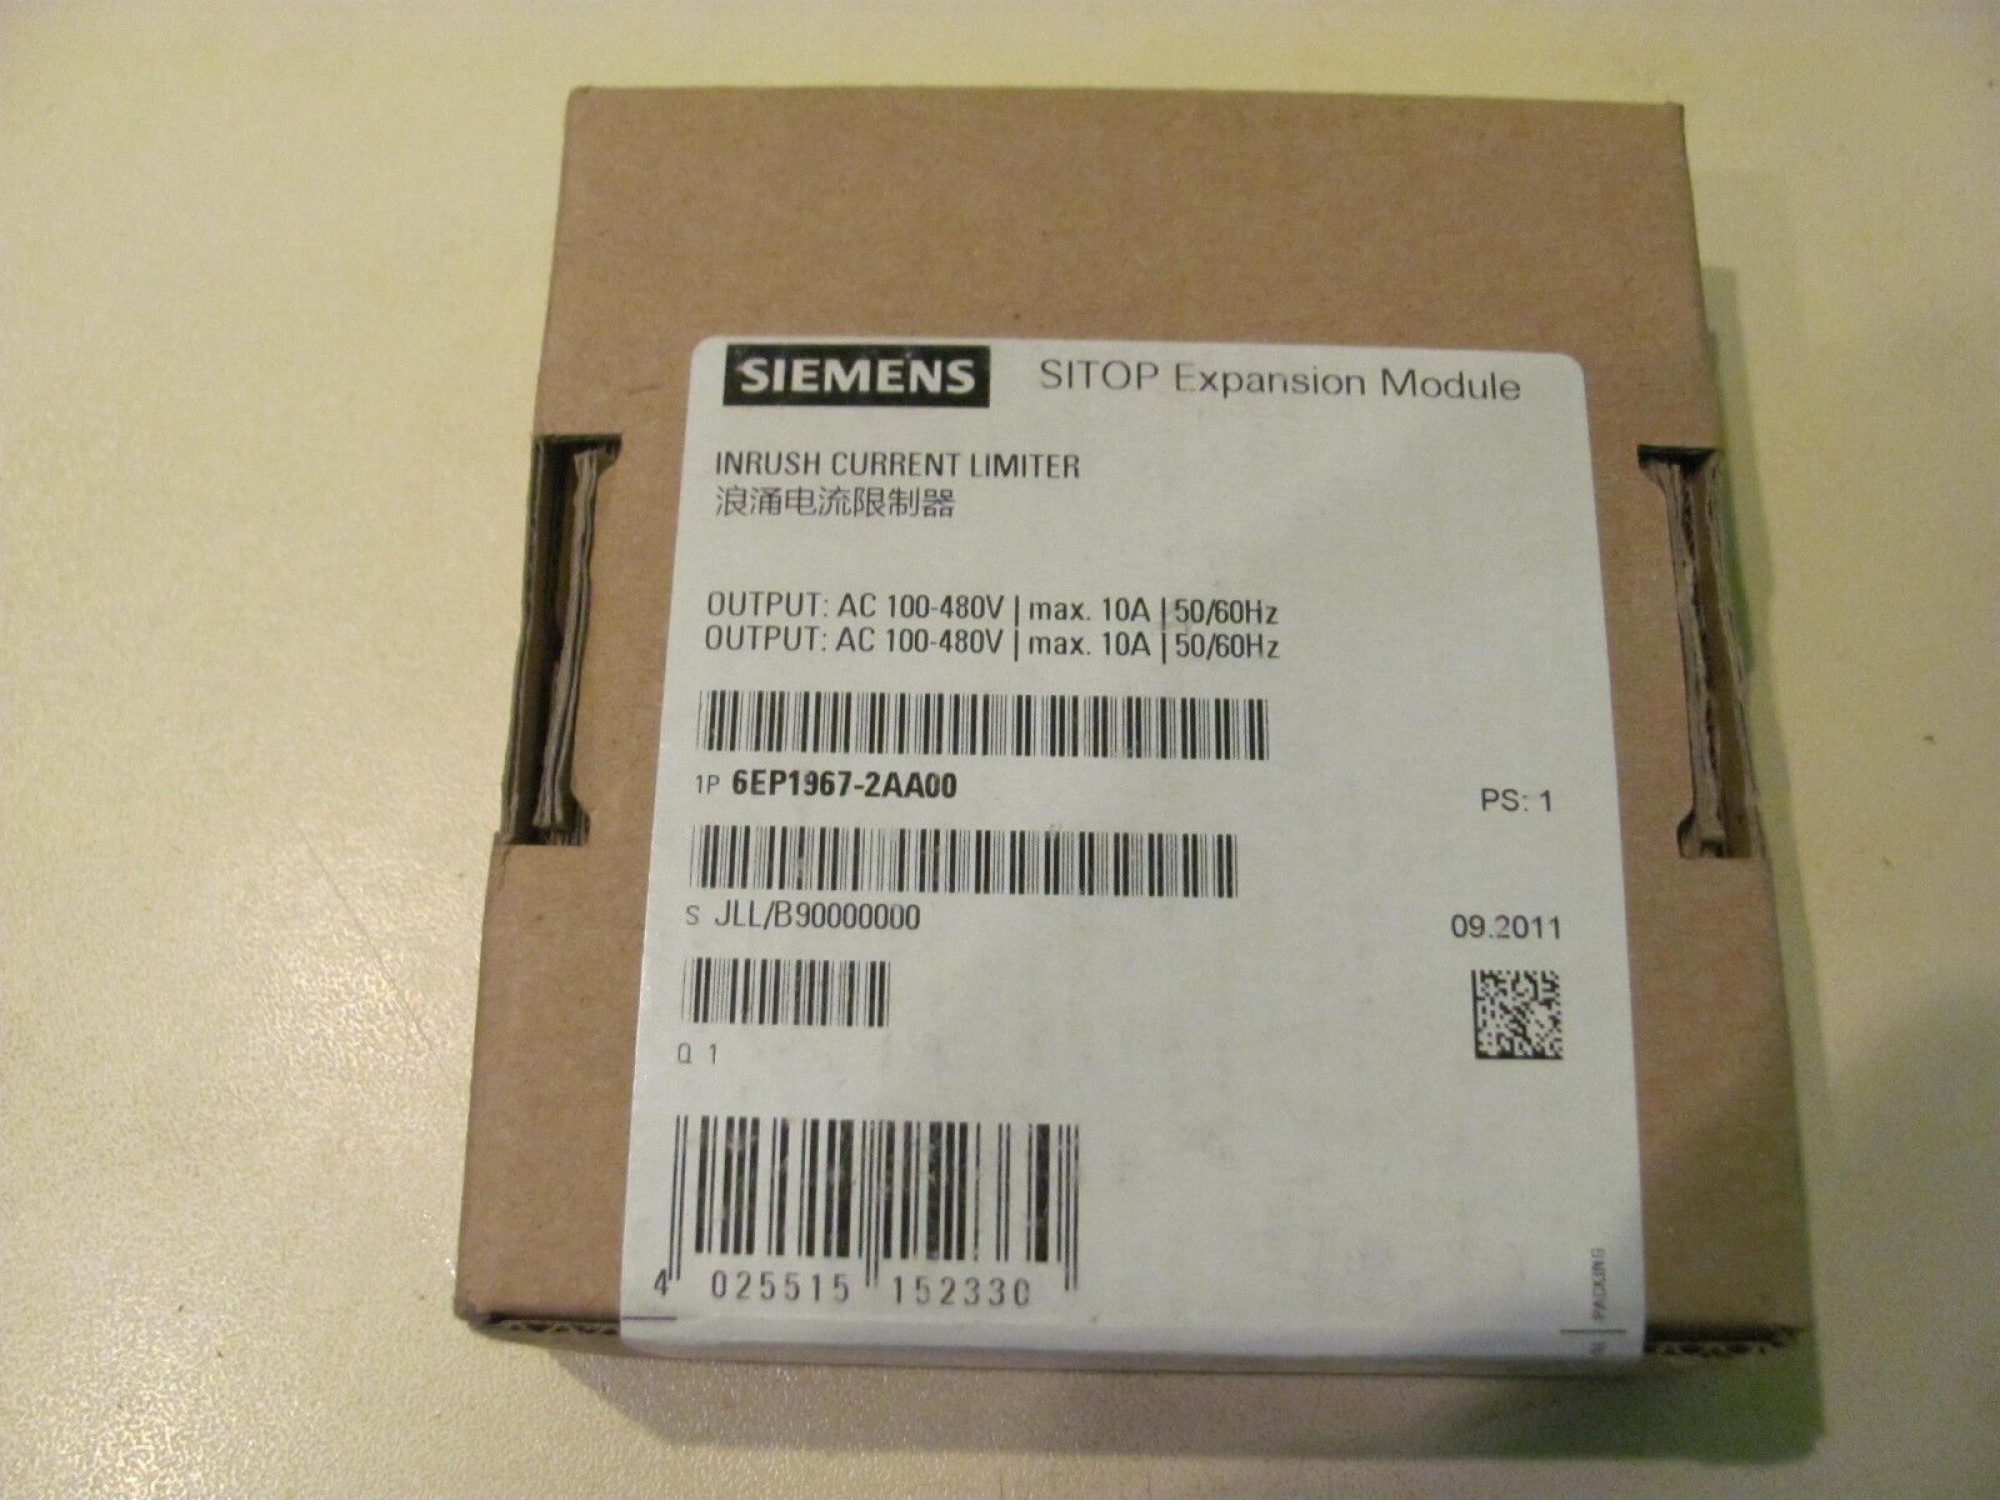 SIEMENS SITOP Expansion Module
INRUSH CURRENT LIMITER
浪涌电流限制器
OUTPUT: AC 100-480V | max. 10A | 50/60Hz
OUTPUT: AC 100-480V | max. 10A | 50/60Hz
1P 6EP1967-2AA00
PS: 1
S JLL/B90000000
09.2011
Q 1
4 025515 152330
PACKING